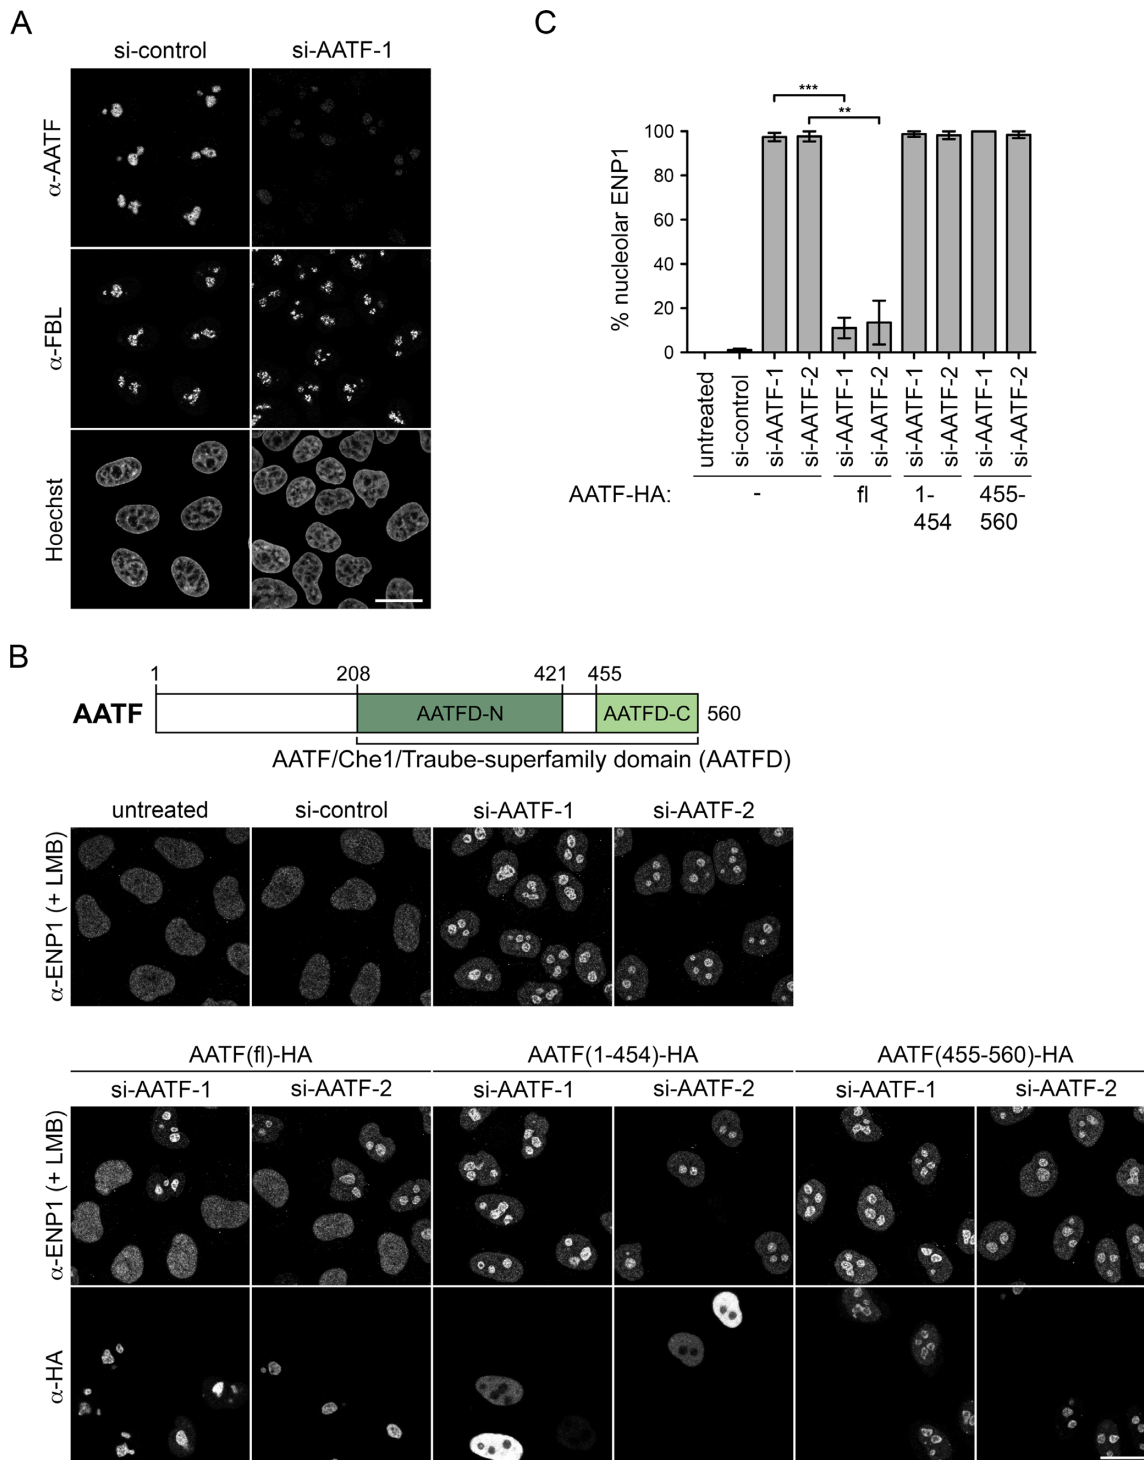 A
si-control si-AATF-1
α-AATF
α-FBL
Hoechst
C
***
**
% nucleolar ENP1
100
80
60
40
20
0
untreated
si-control
si-AATF-1
si-AATF-2
si-AATF-1
si-AATF-2
si-AATF-1
si-AATF-2
si-AATF-1
si-AATF-2
AATF-HA: - fl 1- 455-
454 560
B
1 208 421 455
AATF AATFD-N AATFD-C 560
AATF/Che1/Traube-superfamily domain (AATFD)
untreated si-control si-AATF-1 si-AATF-2
α-ENP1 (+ LMB)
AATF(fl)-HA AATF(1-454)-HA AATF(455-560)-HA
si-AATF-1 si-AATF-2 si-AATF-1 si-AATF-2 si-AATF-1 si-AATF-2
α-ENP1 (+ LMB)
α-HA